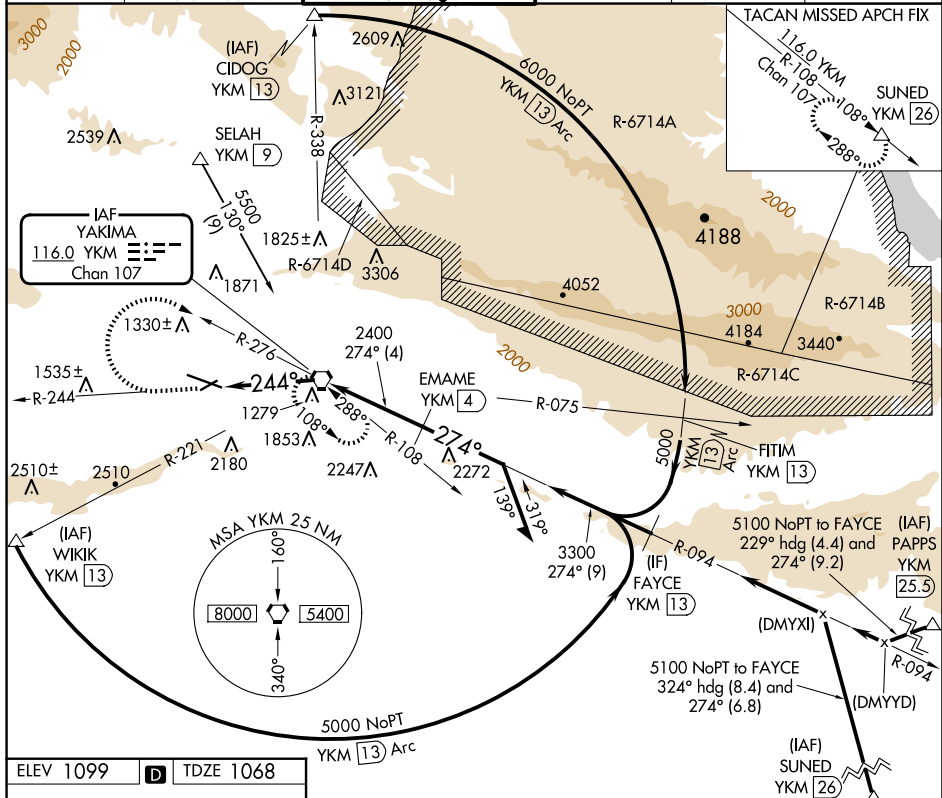 TACAN MISSED APCH FIX
116.0 YKM
R-108
Chan 107
108°
288°
SUNED
YKM 26
3000
2000
(IAF)
CIDOG
YKM 13
2609
3121
6000 NoPT
YKM 13 Arc
R-6714A
2539
SELAH
YKM 9
R-338
5500
130°
(9)
IAF
YAKIMA
116.0 YKM
Chan 107
1825±
R-6714D
3306
1871
4188
2000
4052
3000
4184
3440
R-6714B
R-6714C
2000
1330±
R-276
2400
274° (4)
EMAME
YKM 4
R-075
1535±
R-244
244°
1279
108°
288°
R-108
1853
2247
274°
2272
5000
YKM 13 Arc
FITIM
YKM 13
R-221
2180
2510±
2510
139°
319°
(IAF)
WIKIK
YKM 13
MSA YKM 25 NM
160°
8000
5400
340°
3300
274° (9)
(IF)
FAYCE
YKM 13
R-094
5100 NoPT to FAYCE
229° hdg (4.4) and
274° (9.2)
(IAF)
PAPPS
YKM
25.5
(DMYXI)
R-094
(DMYYD)
5100 NoPT to FAYCE
324° hdg (8.4) and
274° (6.8)
5000 NoPT
YKM 13 Arc
(IAF)
SUNED
YKM 26
ELEV 1099 D TDZE 1068